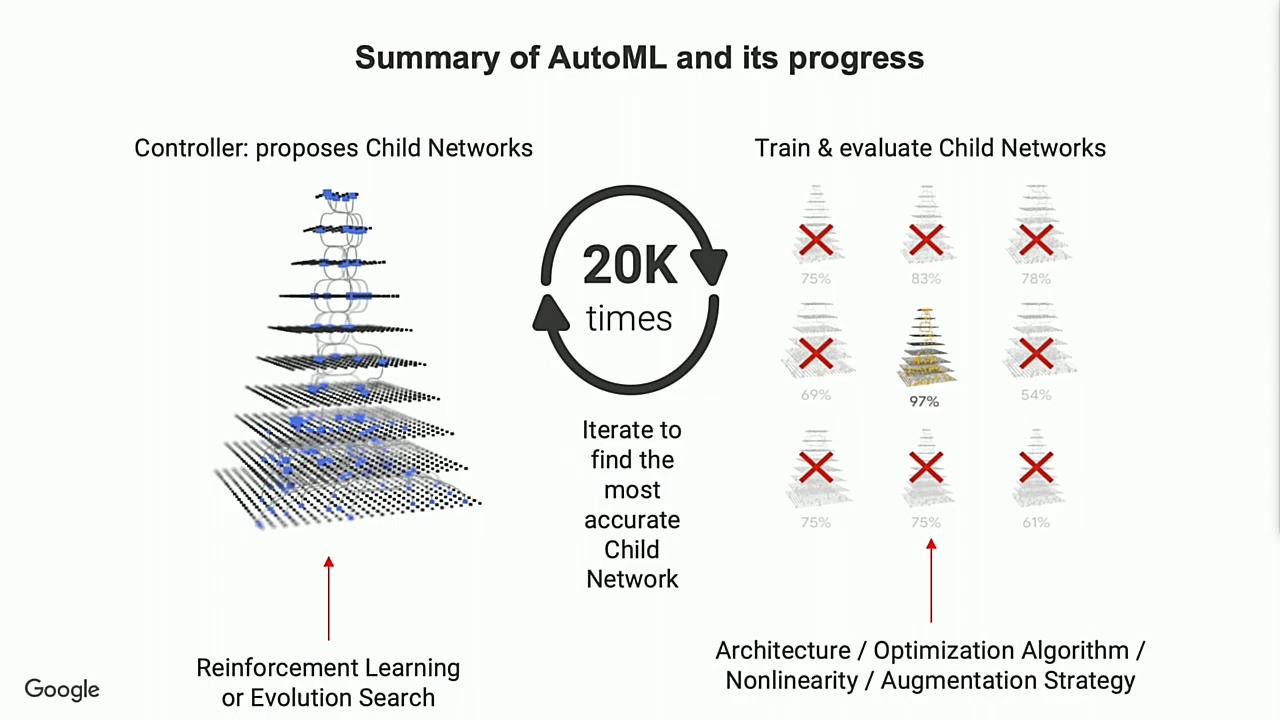 Summary of AutoML and its progress
Controller: proposes Child Networks
Train & evaluate Child Networks
20K
times
Iterate to
find the
most
accurate
Child
Network
75%
83%
78%
69%
97%
54%
75%
75%
61%
Reinforcement Learning
or Evolution Search
Architecture / Optimization Algorithm /
Nonlinearity / Augmentation Strategy
Google